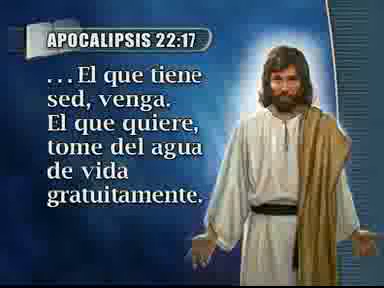 APOCALIPSIS 22:17
...El que tiene
sed, venga.
El que quiere,
tome del agua
de vida
gratuitamente.